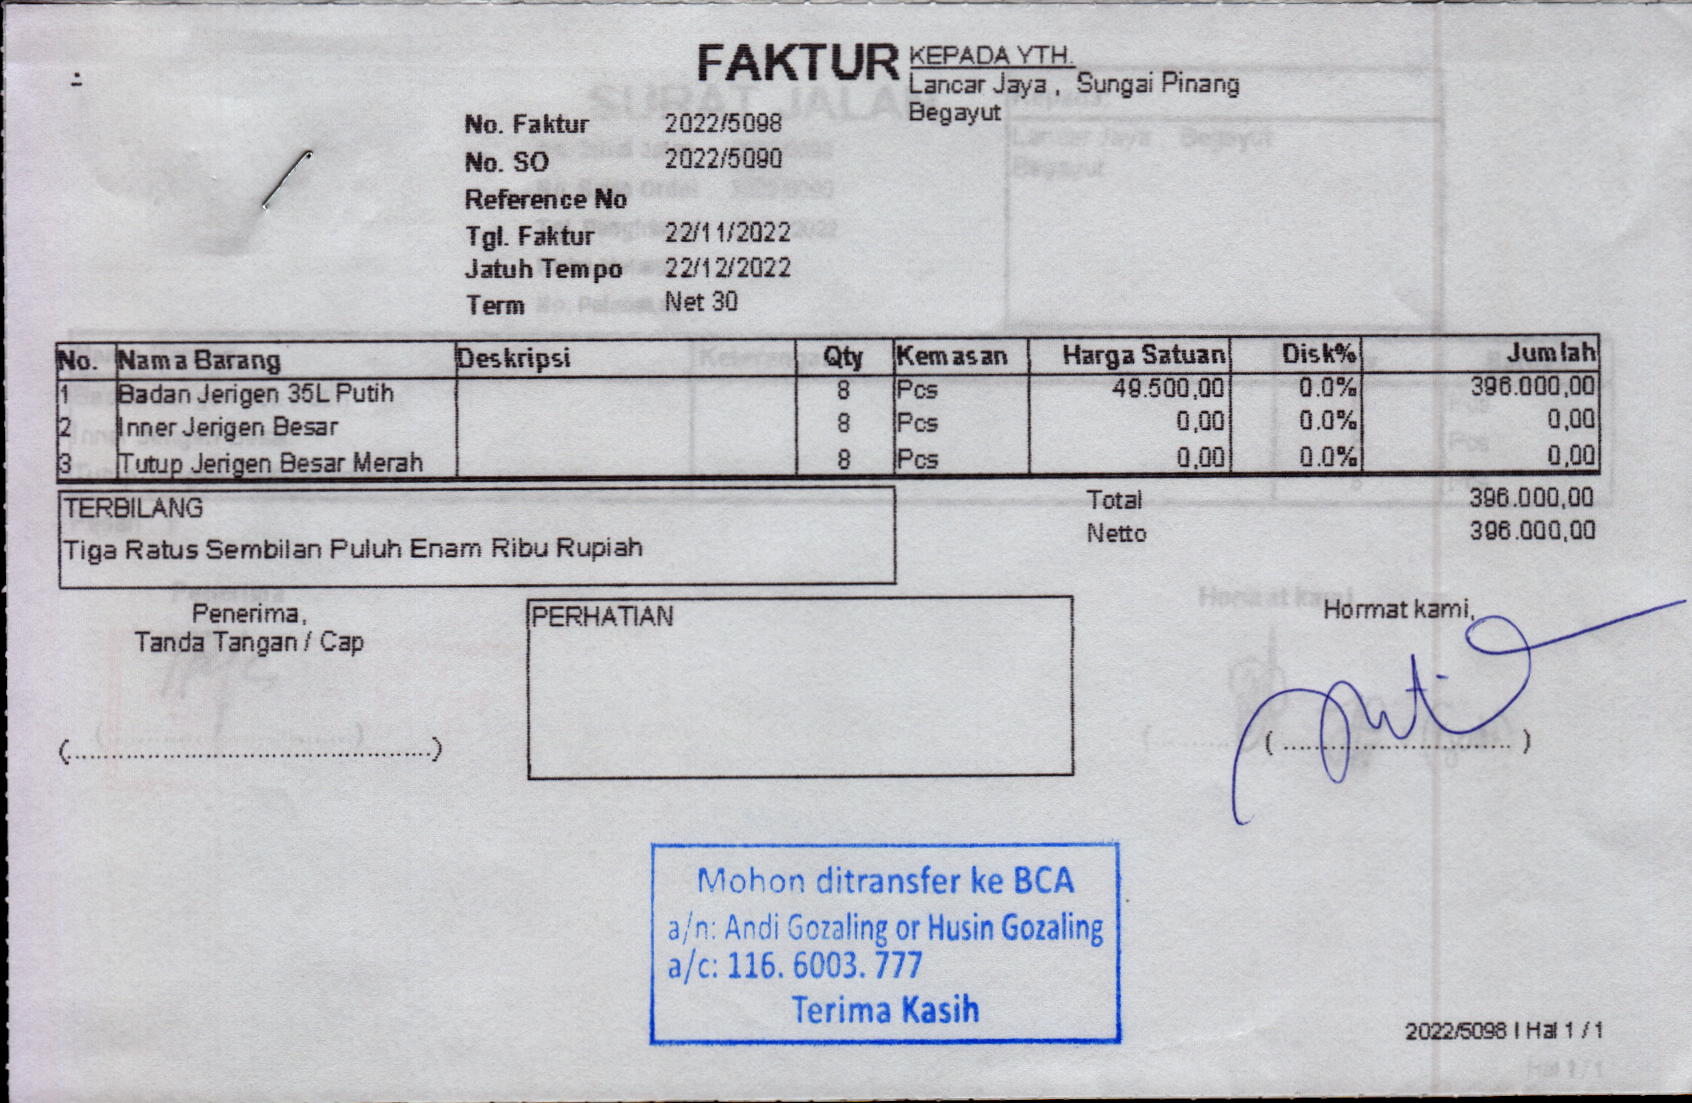 FAKTUR
KEPADA YTH.
Lancar Jaya , Sungai Pinang
Begayut
No. Faktur 2022/5098
No. SO 2022/5090
Reference No
Tgl. Faktur 22/11/2022
Jatuh Tempo 22/12/2022
Term Net 30
No. Nama Barang Deskripsi Qty Kemasan Harga Satuan Disk% Jumlah
1 Badan Jerigen 35L Putih 8 Pcs 49.500,00 0.0% 396.000,00
2 Inner Jerigen Besar 8 Pcs 0,00 0.0% 0,00
3 Tutup Jerigen Besar Merah 8 Pcs 0,00 0.0% 0,00
TERBILANG
Tiga Ratus Sembilan Puluh Enam Ribu Rupiah
Total 396.000,00
Netto 396.000,00
Penerima,
Tanda Tangan / Cap
(................................................)
PERHATIAN
Hormat kami,
( .................................. )
Mohon ditransfer ke BCA
a/n: Andi Gozaling or Husin Gozaling
a/c: 116. 6003. 777
Terima Kasih
2022/5098 | Hal 1 / 1